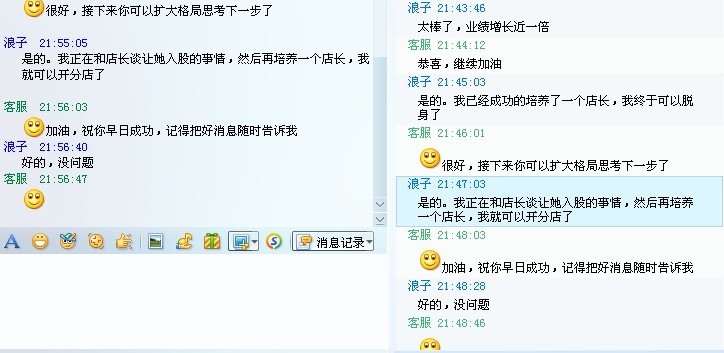 很好，接下来你可以扩大格局思考下一步了
浪子 21:55:05
是的。我正在和店长谈让她入股的事情，然后再培养一个店长，我
就可以开分店了
客服 21:56:03
加油，祝你早日成功，记得把好消息随时告诉我
浪子 21:56:40
好的，没问题
客服 21:56:47
消息记录
浪子 21:43:46
太棒了，业绩增长近一倍
客服 21:44:12
恭喜，继续加油
浪子 21:45:03
是的。我已经成功的培养了一个店长，我终于可以脱
身了
客服 21:46:01
很好，接下来你可以扩大格局思考下一步了
浪子 21:47:03
是的。我正在和店长谈让她入股的事情，然后再培养
一个店长，我就可以开分店了
客服 21:48:03
加油，祝你早日成功，记得把好消息随时告诉我
浪子 21:48:28
好的，没问题
客服 21:48:46